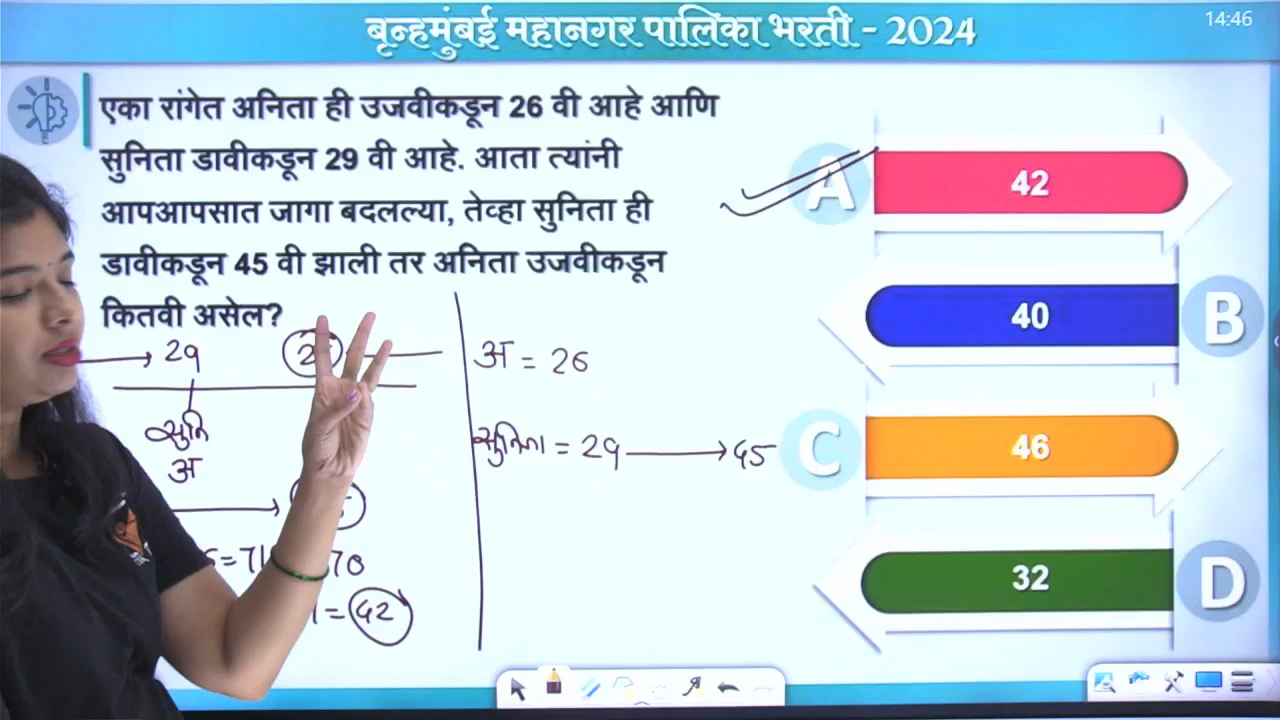 बृन्हमुंबई महानगर पालिका भरती - 2024
14:46
एका रांगेत अनिता ही उजवीकडून 26 वी आहे आणि
सुनिता डावीकडून 29 वी आहे. आता त्यांनी
आपआपसात जागा बदलल्या, तेव्हा सुनिता ही
डावीकडून 45 वी झाली तर अनिता उजवीकडून
कितवी असेल?
A 42
40 B
C 46
32 D
29
सुनि
अ
=71
70
= 42
अ = 26
सुनिता = 29 → 45